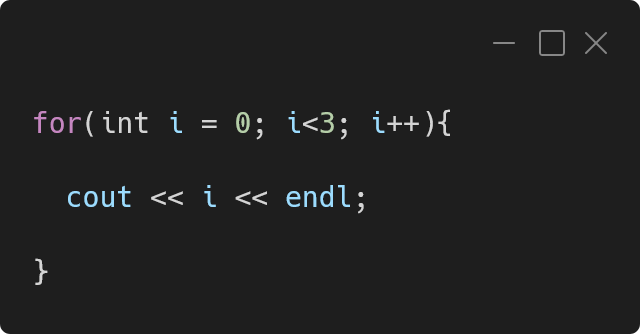 for(int i = 0; i<3; i++){
  cout << i << endl;
}